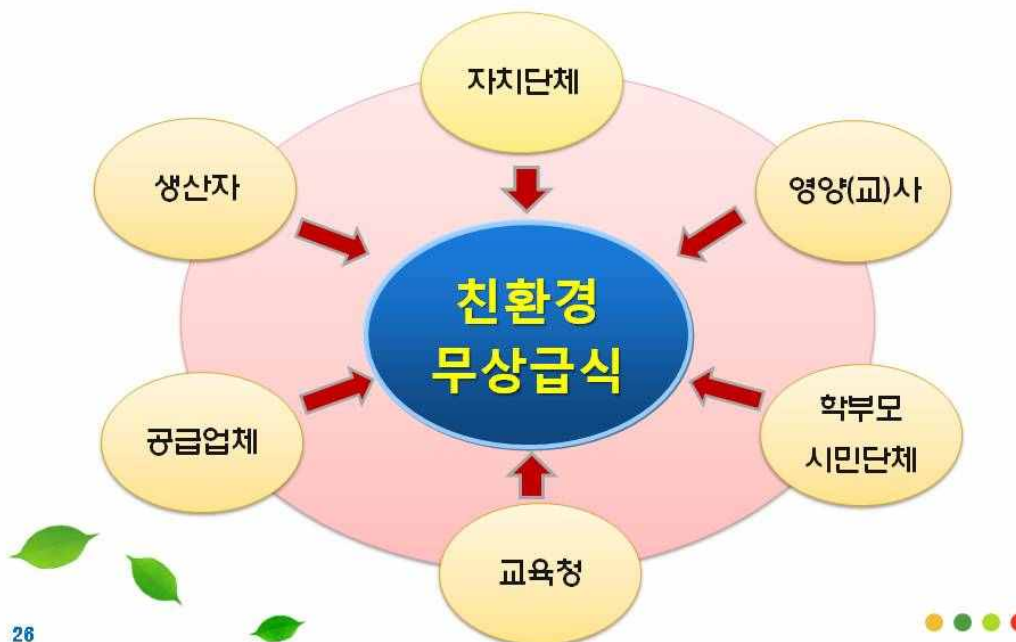 자치단체
생산자
영양(교)사
친환경
무상급식
공급업체
학부모
시민단체
교육청
26